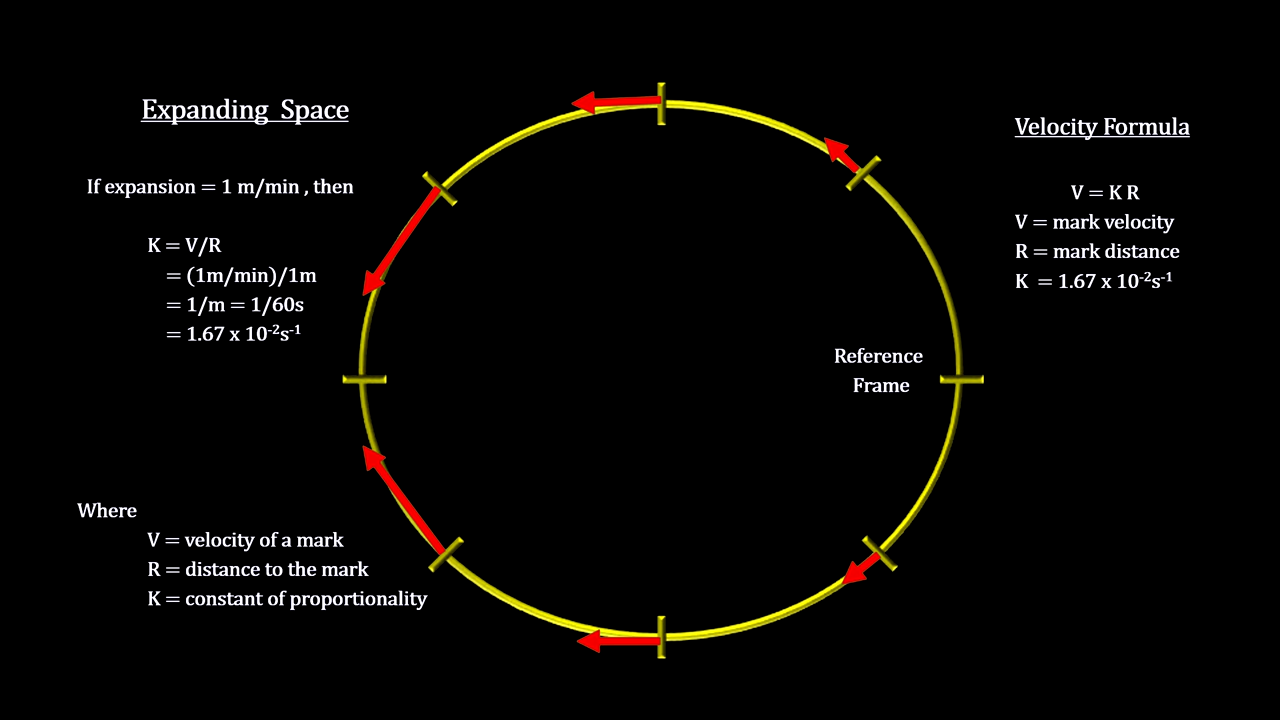 Expanding Space
If expansion = 1 m/min , then
K = V/R
= (1m/min)/1m
= 1/m = 1/60s
= 1.67 x 10⁻²s⁻¹
Where
V = velocity of a mark
R = distance to the mark
K = constant of proportionality
Reference
Frame
Velocity Formula
V = K R
V = mark velocity
R = mark distance
K = 1.67 x 10⁻²s⁻¹